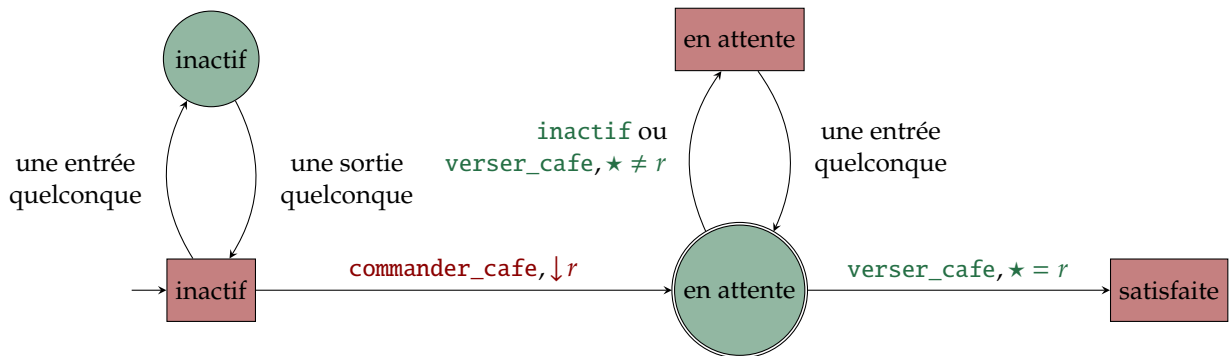 inactif
en attente
une entrée
quelconque
une sortie
quelconque
inactif ou
verser_cafe, ★ ≠ r
une entrée
quelconque
inactif
commander_cafe, ↓ r
en attente
verser_cafe, ★ = r
satisfaite